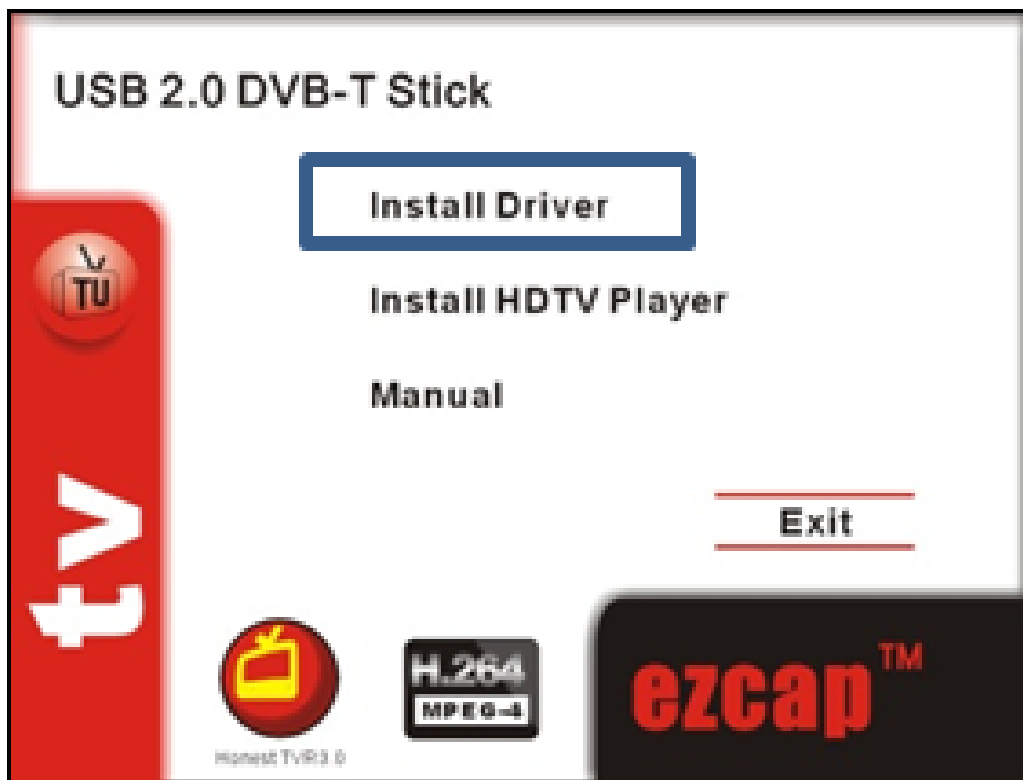 USB 2.0 DVB-T Stick
Install Driver
TU
Install HDTV Player
Manual
tv
Exit
H.264
MPEG-4
Honest TVR3.0
ezcap™